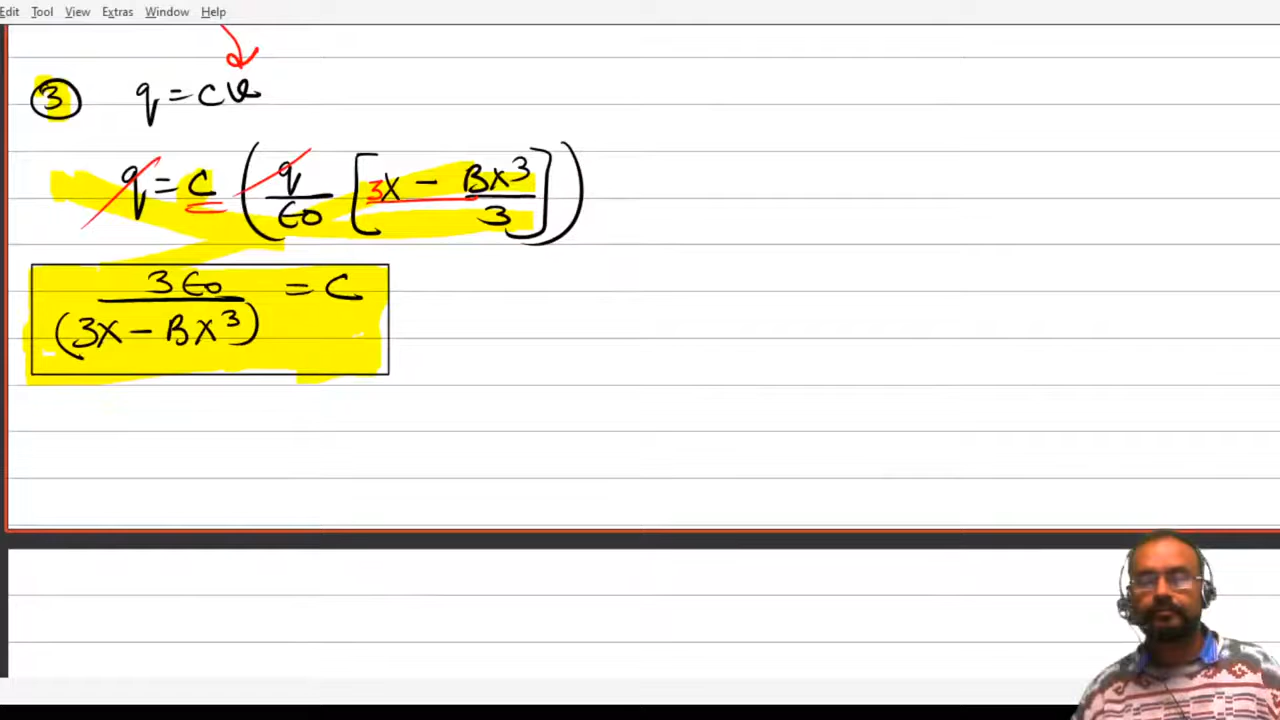 Edit Tool View Extras Window Help
③ q = cv
q = c ( q/ϵ0 [ 3x − Bx³/3 ] )
3ϵ0/(3x − Bx³) = c